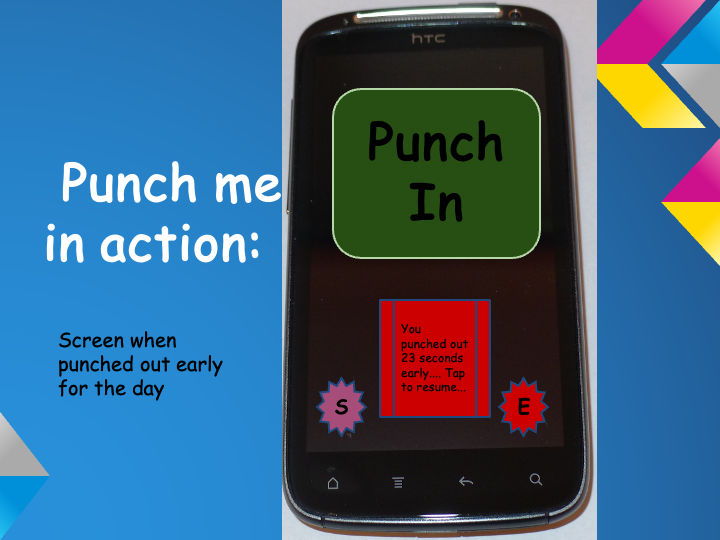 Punch me
in action:
Screen when
punched out early
for the day
hTC
Punch
In
You
punched out
23 seconds
early.... Tap
to resume...
S
E